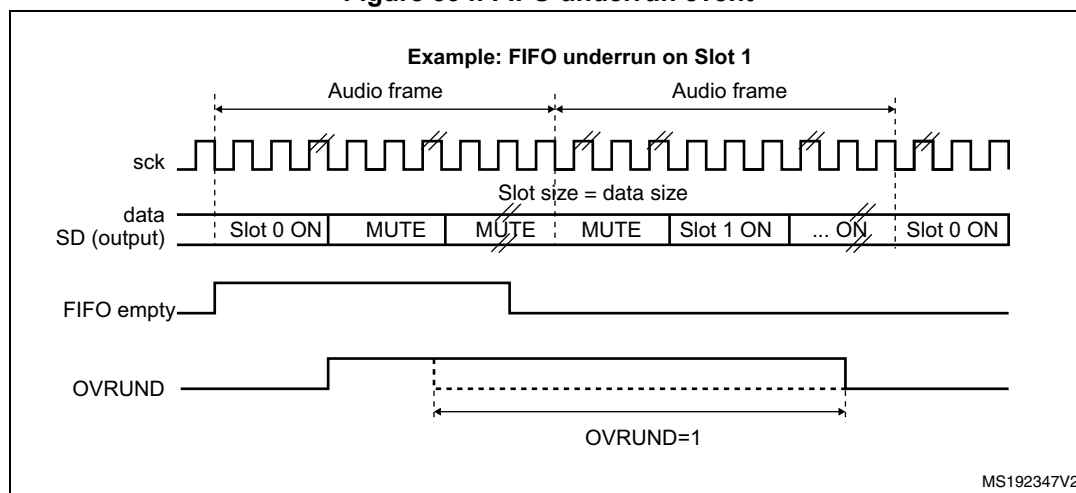 Example: FIFO underrun on Slot 1
Audio frame Audio frame
sck
Slot size = data size
data
SD (output) Slot 0 ON MUTE MUTE MUTE Slot 1 ON ... ON Slot 0 ON
FIFO empty
OVRUND
OVRUND=1
MS192347V2